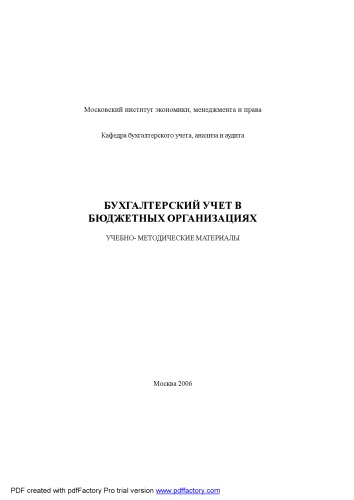 Московский институт экономики, менеджмента и права
Кафедра бухгалтерского учета, анализа и аудита
БУХГАЛТЕРСКИЙ УЧЕТ В
БЮДЖЕТНЫХ ОРГАНИЗАЦИЯХ
УЧЕБНО- МЕТОДИЧЕСКИЕ МАТЕРИАЛЫ
Москва 2006
PDF created with pdfFactory Pro trial version www.pdffactory.com